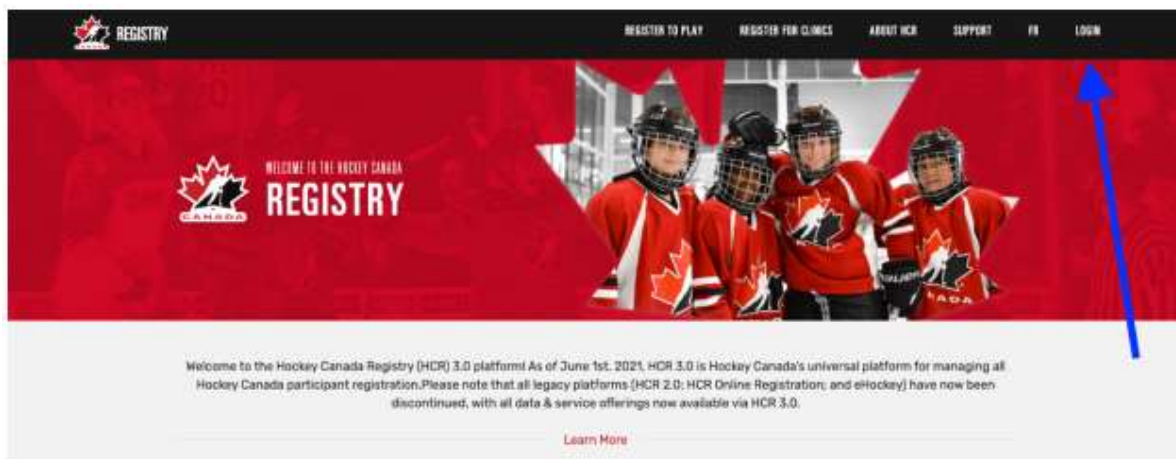 REGISTRY
REGISTER TO PLAY REGISTER FOR CLINICS ABOUT HCR SUPPORT FR LOGIN
WELCOME TO THE HOCKEY CANADA
REGISTRY
CANADA
Welcome to the Hockey Canada Registry (HCR) 3.0 platform! As of June 1st, 2021, HCR 3.0 is Hockey Canada's universal platform for managing all
Hockey Canada participant registration.Please note that all legacy platforms (HCR 2.0; HCR Online Registration; and eHockey) have now been
discontinued, with all data & service offerings now available via HCR 3.0.
Learn More